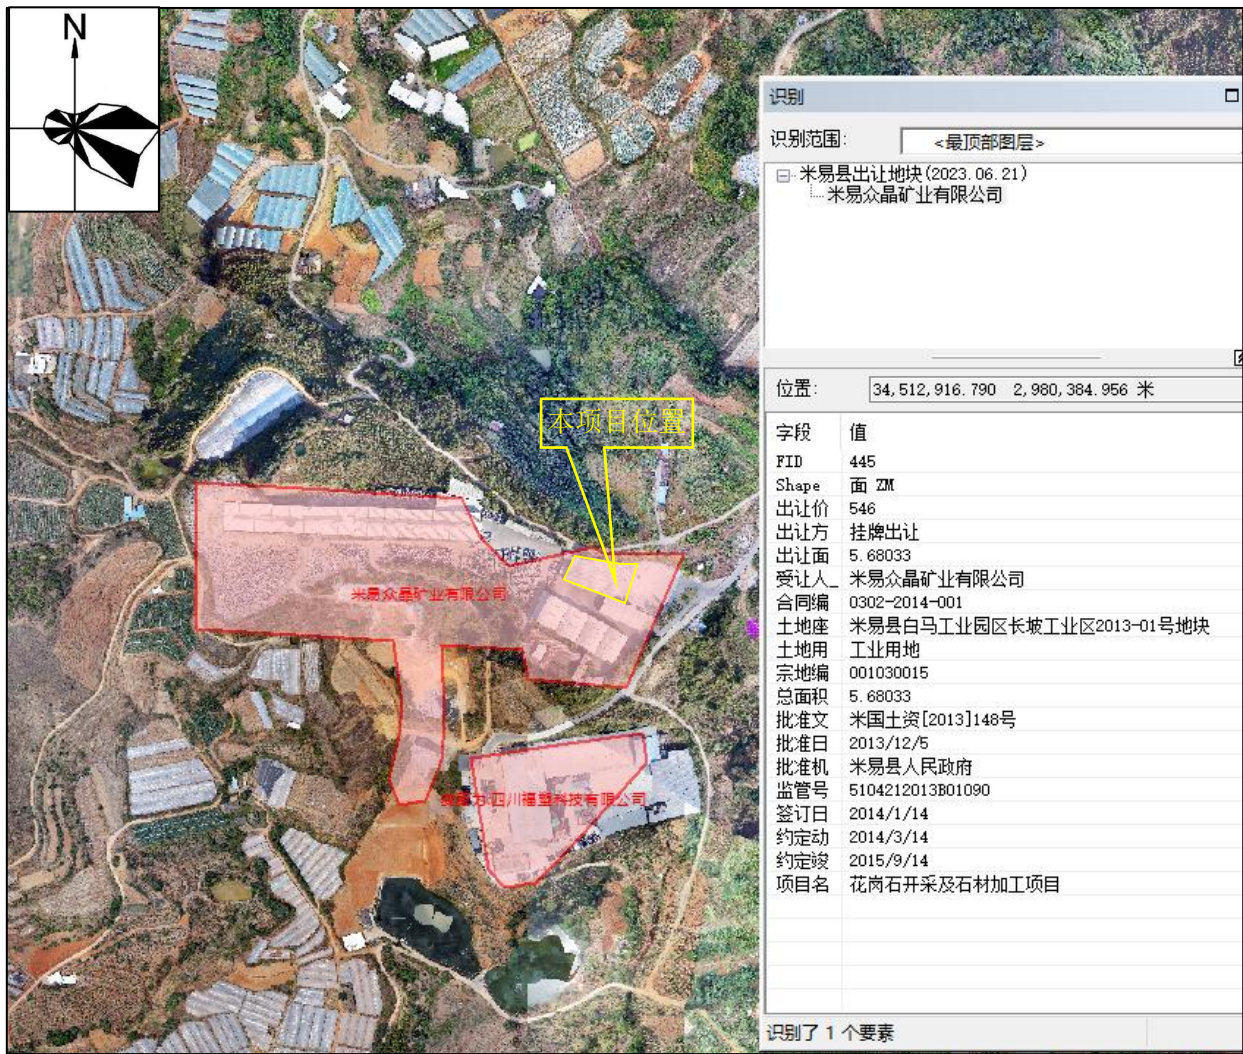 N
本项目位置
米易众晶矿业有限公司
四川福塑科技有限公司
识别
识别范围:
<最顶部图层>
米易县出让地块(2023.06.21)
米易众晶矿业有限公司
位置:
34,512,916.790 2,980,384.956 米
字段 值
FID 445
Shape 面 ZM
出让价 546
出让方 挂牌出让
出让面 5.68033
受让人_ 米易众晶矿业有限公司
合同编 0302-2014-001
土地座 米易县白马工业园区长坡工业区2013-01号地块
土地用 工业用地
宗地编 001030015
总面积 5.68033
批准文 米国土资[2013]148号
批准日 2013/12/5
批准机 米易县人民政府
监管号 5104212013B01090
签订日 2014/1/14
约定动 2014/3/14
约定竣 2015/9/14
项目名 花岗石开采及石材加工项目
识别了 1 个要素